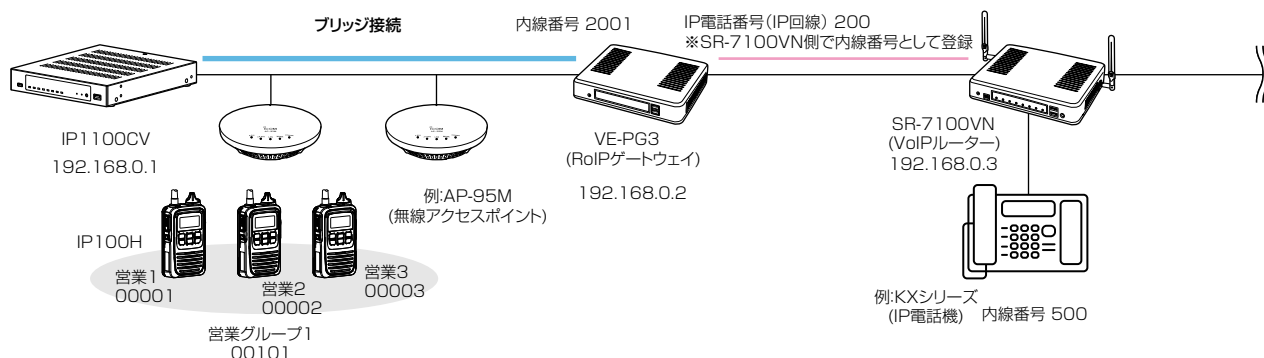 ブリッジ接続
内線番号 2001
IP電話番号(IP回線) 200
※SR-7100VN側で内線番号として登録
IP1100CV
192.168.0.1
VE-PG3
(RoIPゲートウェイ)
192.168.0.2
SR-7100VN
(VoIPルーター)
192.168.0.3
例:AP-95M
(無線アクセスポイント)
IP100H
営業1
00001
営業2
00002
営業3
00003
営業グループ1
00101
例:KXシリーズ
(IP電話機)
内線番号 500